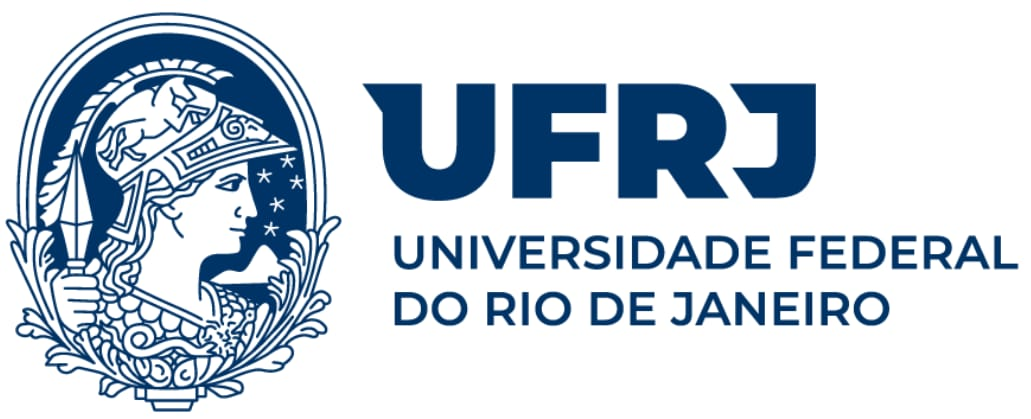 UFRJ
UNIVERSIDADE FEDERAL
DO RIO DE JANEIRO